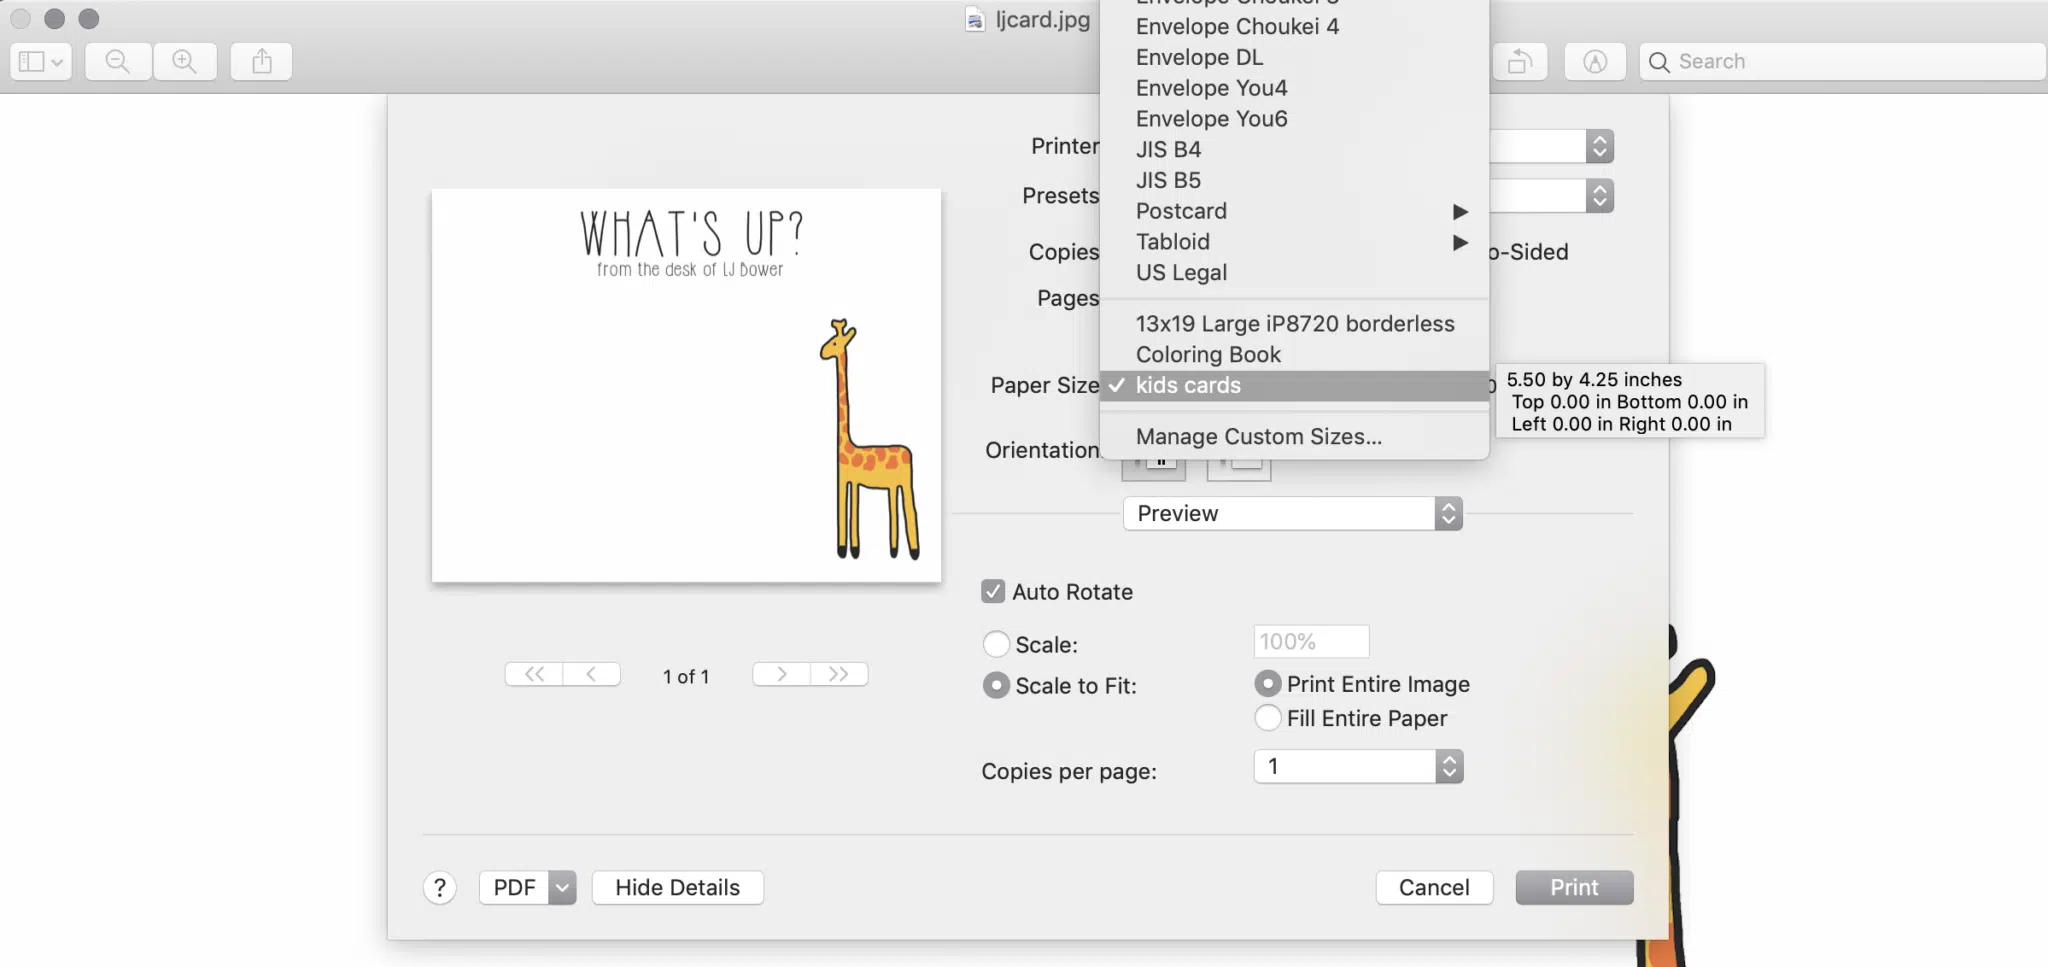 ljcard.jpg
Search
Envelope Choukei 3
Envelope Choukei 4
Envelope DL
Envelope You4
Envelope You6
JIS B4
JIS B5
Postcard
Tabloid
US Legal
13x19 Large iP8720 borderless
Coloring Book
kids cards
Manage Custom Sizes...
5.50 by 4.25 inches
Top 0.00 in Bottom 0.00 in
Left 0.00 in Right 0.00 in
Printer
Presets
Copies
o-Sided
Pages
Paper Size
Orientation
WHAT'S UP?
from the desk of LJ Bower
Preview
Auto Rotate
Scale:
100%
Scale to Fit:
Print Entire Image
Fill Entire Paper
Copies per page:
1
1 of 1
?
PDF
Hide Details
Cancel
Print